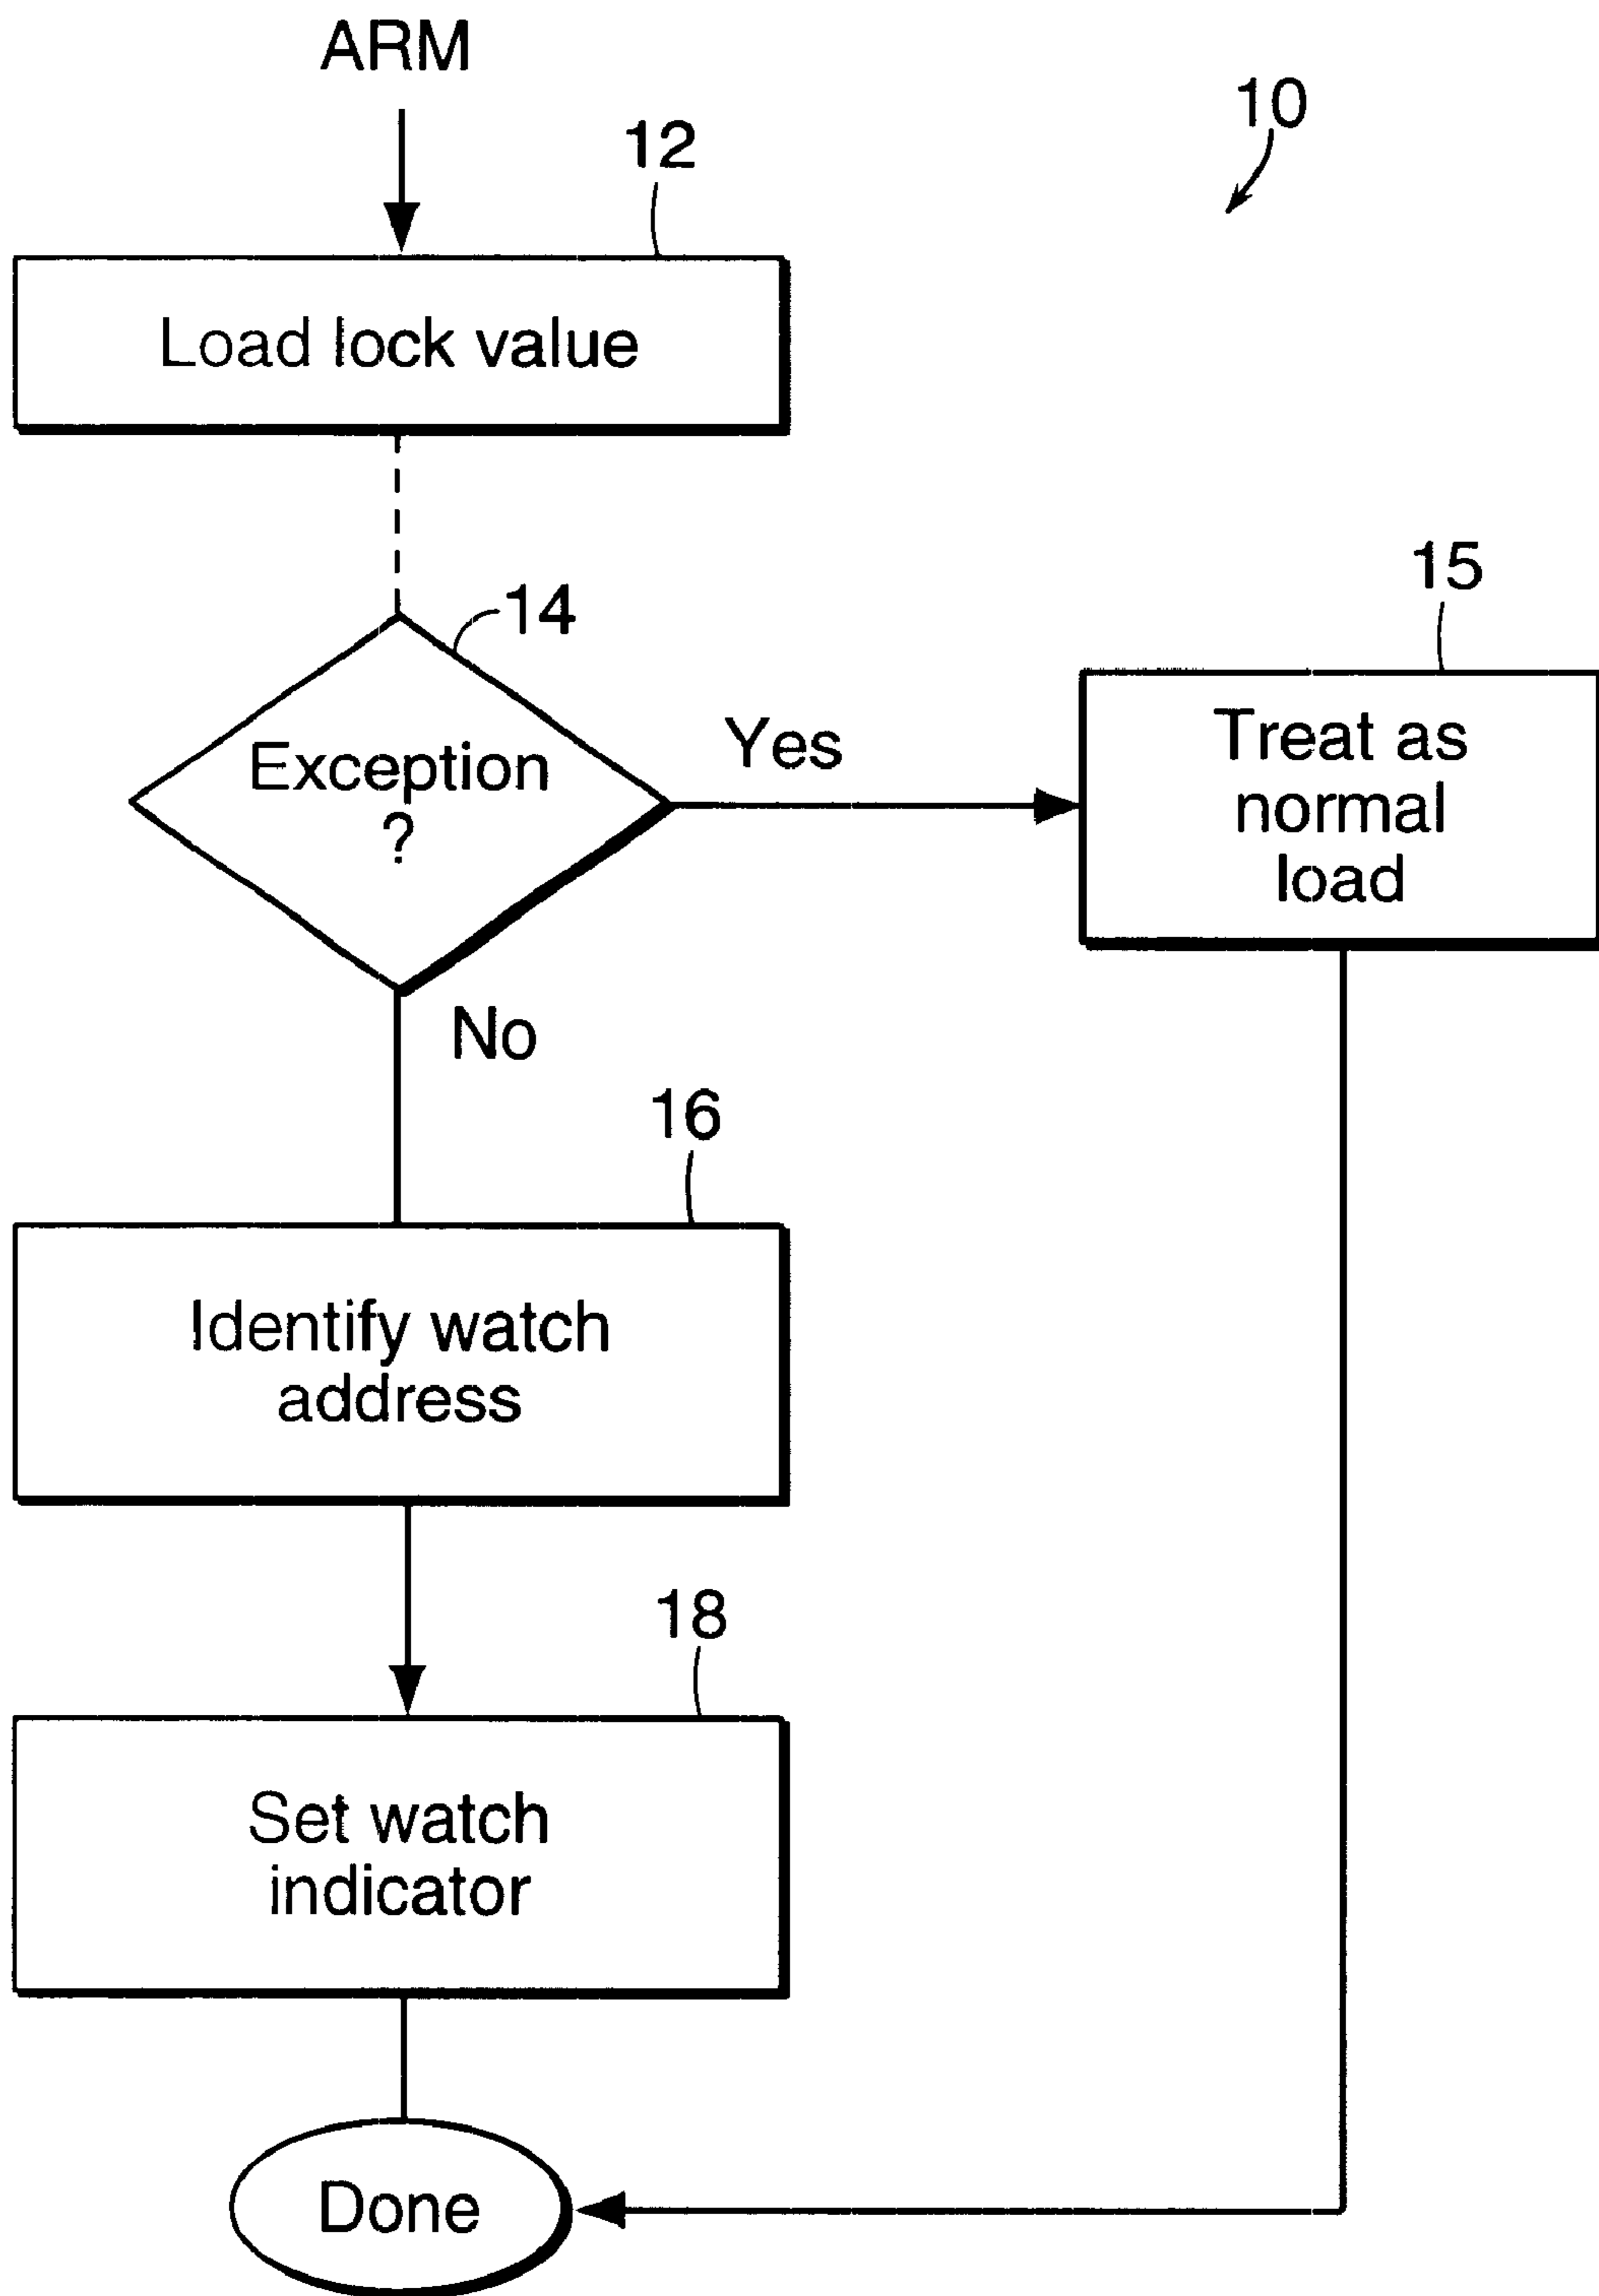 ARM
10
12
Load lock value
14
Exception
?
Yes
15
Treat as
normal
load
No
16
Identify watch
address
18
Set watch
indicator
Done